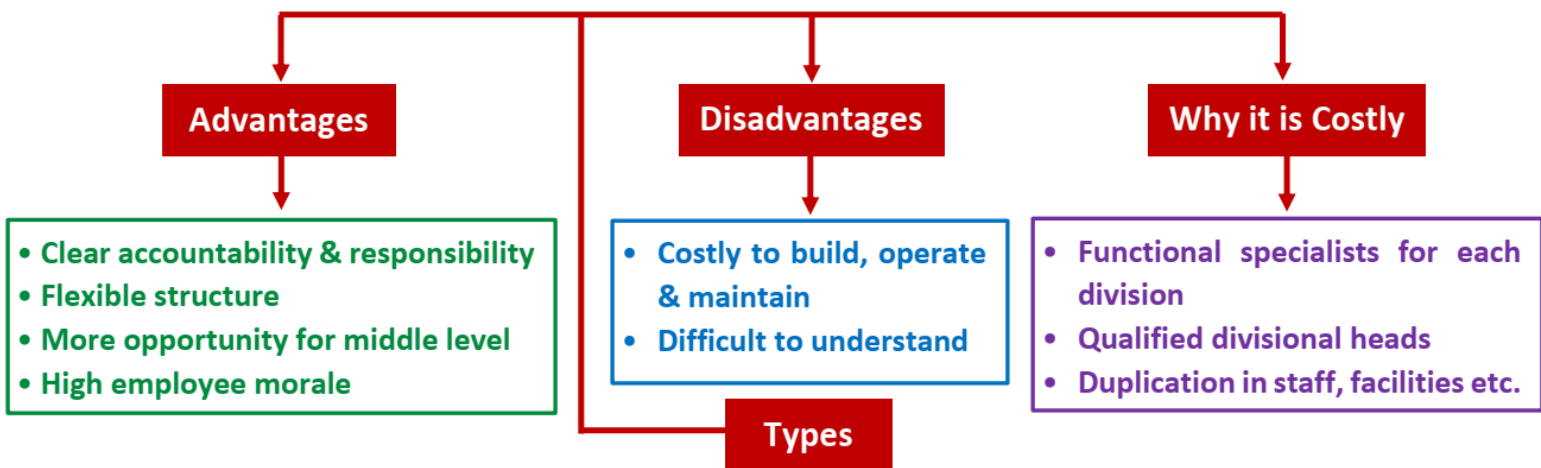 Advantages
Disadvantages
Why it is Costly
• Clear accountability & responsibility
• Flexible structure
• More opportunity for middle level
• High employee morale
• Costly to build, operate
& maintain
• Difficult to understand
• Functional specialists for each
division
• Qualified divisional heads
• Duplication in staff, facilities etc.
Types